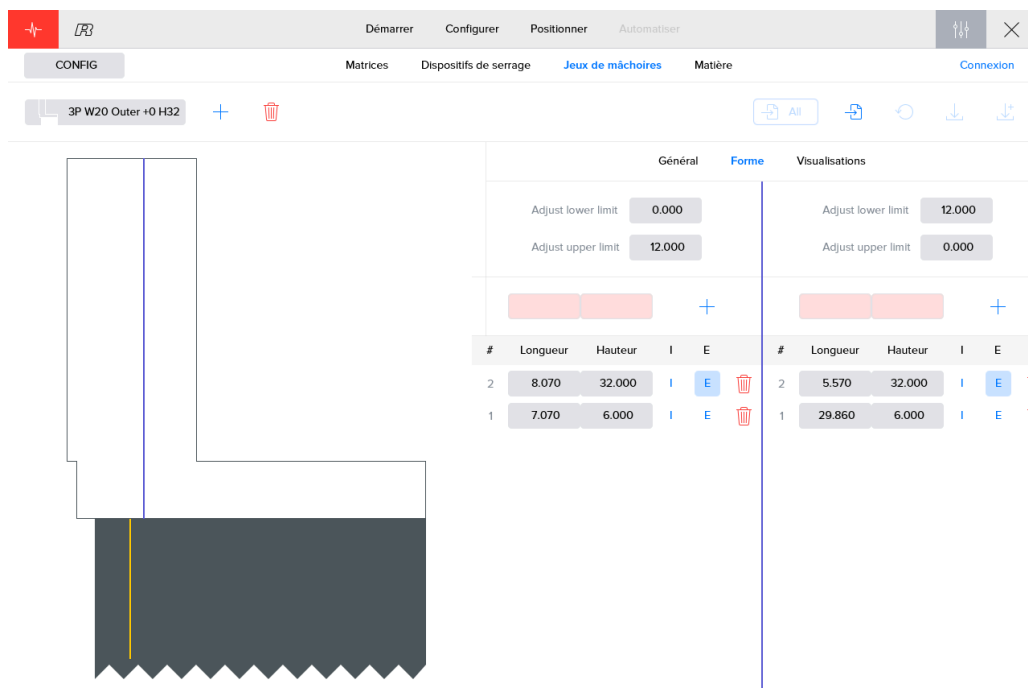 Démarrer Configurer Positionner Automatiser
CONFIG Matrices Dispositifs de serrage Jeux de mâchoires Matière Connexion
3P W20 Outer +0 H32 All
Général Forme Visualisations
Adjust lower limit 0.000 Adjust lower limit 12.000
Adjust upper limit 12.000 Adjust upper limit 0.000
# Longueur Hauteur I E # Longueur Hauteur I E
2 8.070 32.000 I E 2 5.570 32.000 I E
1 7.070 6.000 I E 1 29.860 6.000 I E